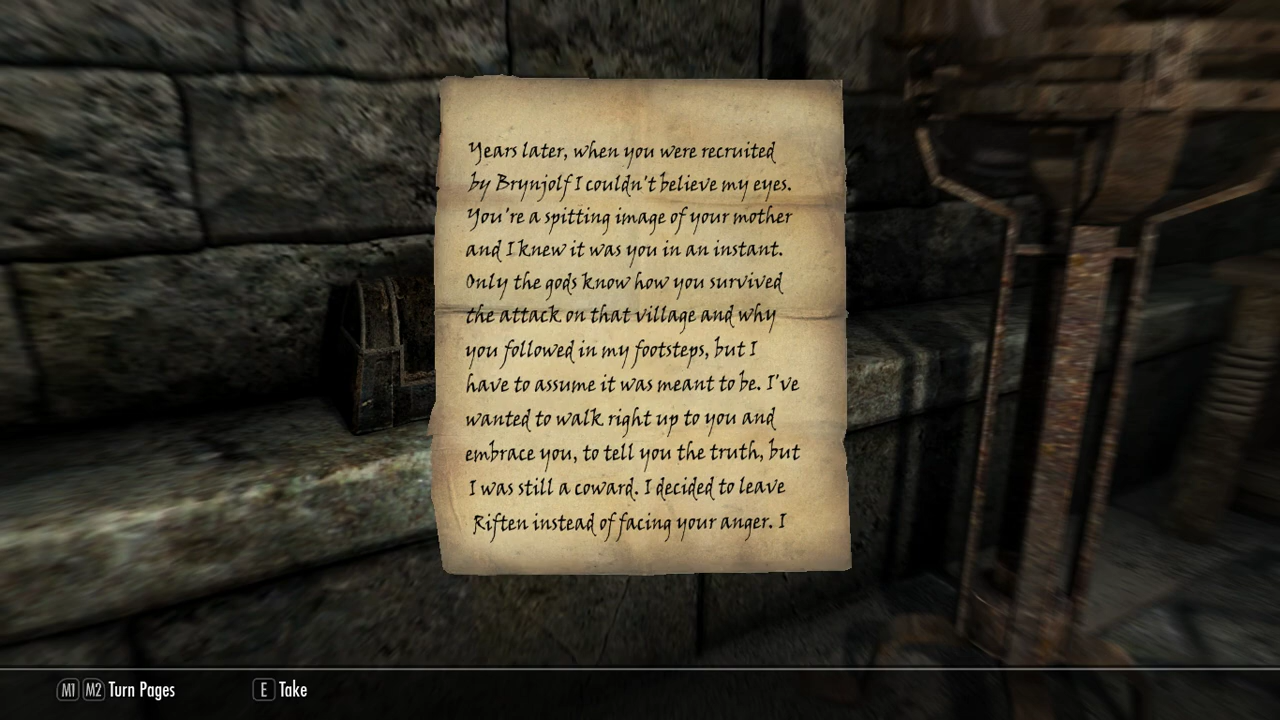 Years later, when you were recruited
by Brynjolf I couldn't believe my eyes.
You're a spitting image of your mother
and I knew it was you in an instant.
Only the gods know how you survived
the attack on that village and why
you followed in my footsteps, but I
have to assume it was meant to be. I've
wanted to walk right up to you and
embrace you, to tell you the truth, but
I was still a coward. I decided to leave
Riften instead of facing your anger. I
M1 M2 Turn Pages E Take